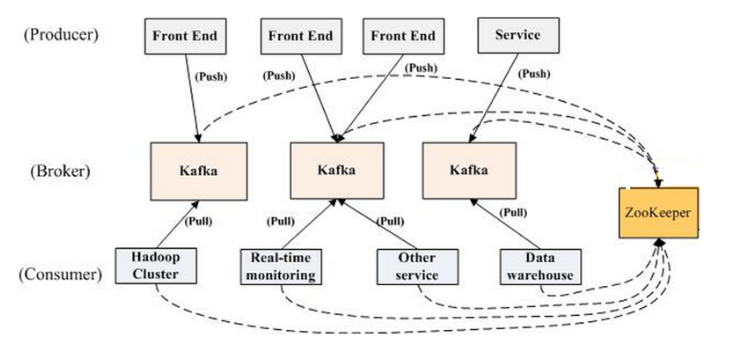 (Producer)
Front End
Front End
Front End
Service
(Push)
(Push)
(Push)
(Push)
(Broker)
Kafka
Kafka
Kafka
ZooKeeper
(Pull)
(Pull)
(Pull)
(Pull)
(Consumer)
Hadoop
Cluster
Real-time
monitoring
Other
service
Data
warehouse